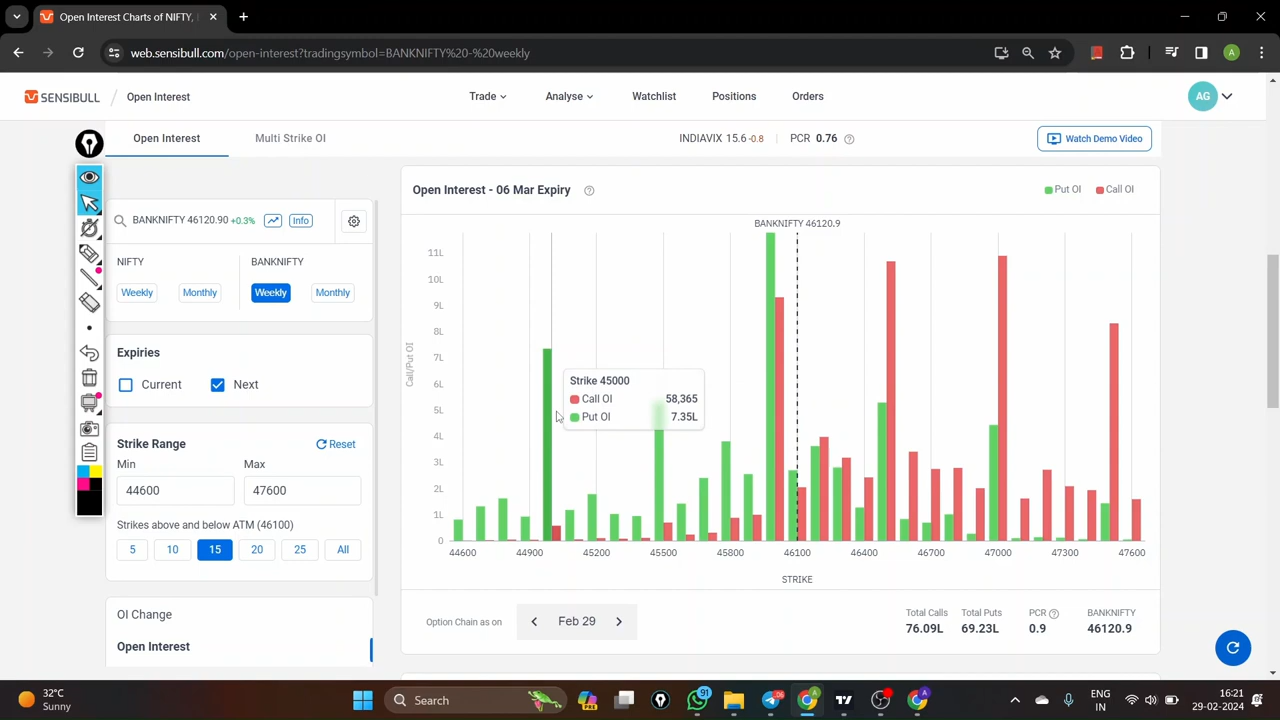 Open Interest Charts of NIFTY,
web.sensibull.com/open-interest?tradingsymbol=BANKNIFTY%20-%20weekly
A
SENSIBULL / Open Interest
Trade
Analyse
Watchlist
Positions
Orders
AG
Open Interest
Multi Strike OI
INDIAVIX 15.6 -0.8
PCR 0.76
Watch Demo Video
BANKNIFTY 46120.90 +0.3%
Info
NIFTY
BANKNIFTY
Weekly
Monthly
Weekly
Monthly
Expiries
Current
Next
Strike Range
Reset
Min
Max
44600
47600
Strikes above and below ATM (46100)
5
10
15
20
25
All
OI Change
Open Interest
Open Interest - 06 Mar Expiry
Put OI
Call OI
BANKNIFTY 46120.9
11L
10L
9L
8L
7L
6L
5L
4L
3L
2L
1L
0
Call/Put OI
Strike 45000
Call OI 58,365
Put OI 7.35L
44600
44900
45200
45500
45800
46100
46400
46700
47000
47300
47600
STRIKE
Option Chain as on
Feb 29
Total Calls
76.09L
Total Puts
69.23L
PCR
0.9
BANKNIFTY
46120.9
32°C
Sunny
Search
PRE
91
06
A
A
ENG
IN
16:21
29-02-2024